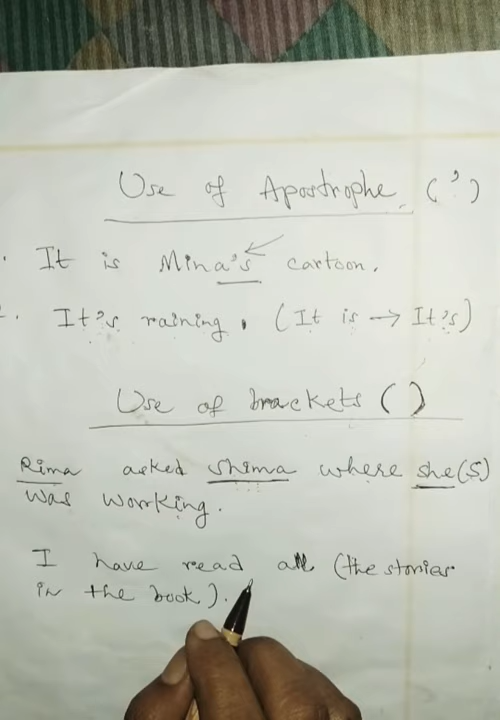 Use of Apostrophe (')
. It is Mina's cartoon.
2. It's raining. (It is → It's)
Use of brackets ()
Rima asked Shima where she(S)
was working.
I have read all (the stories
in the book).